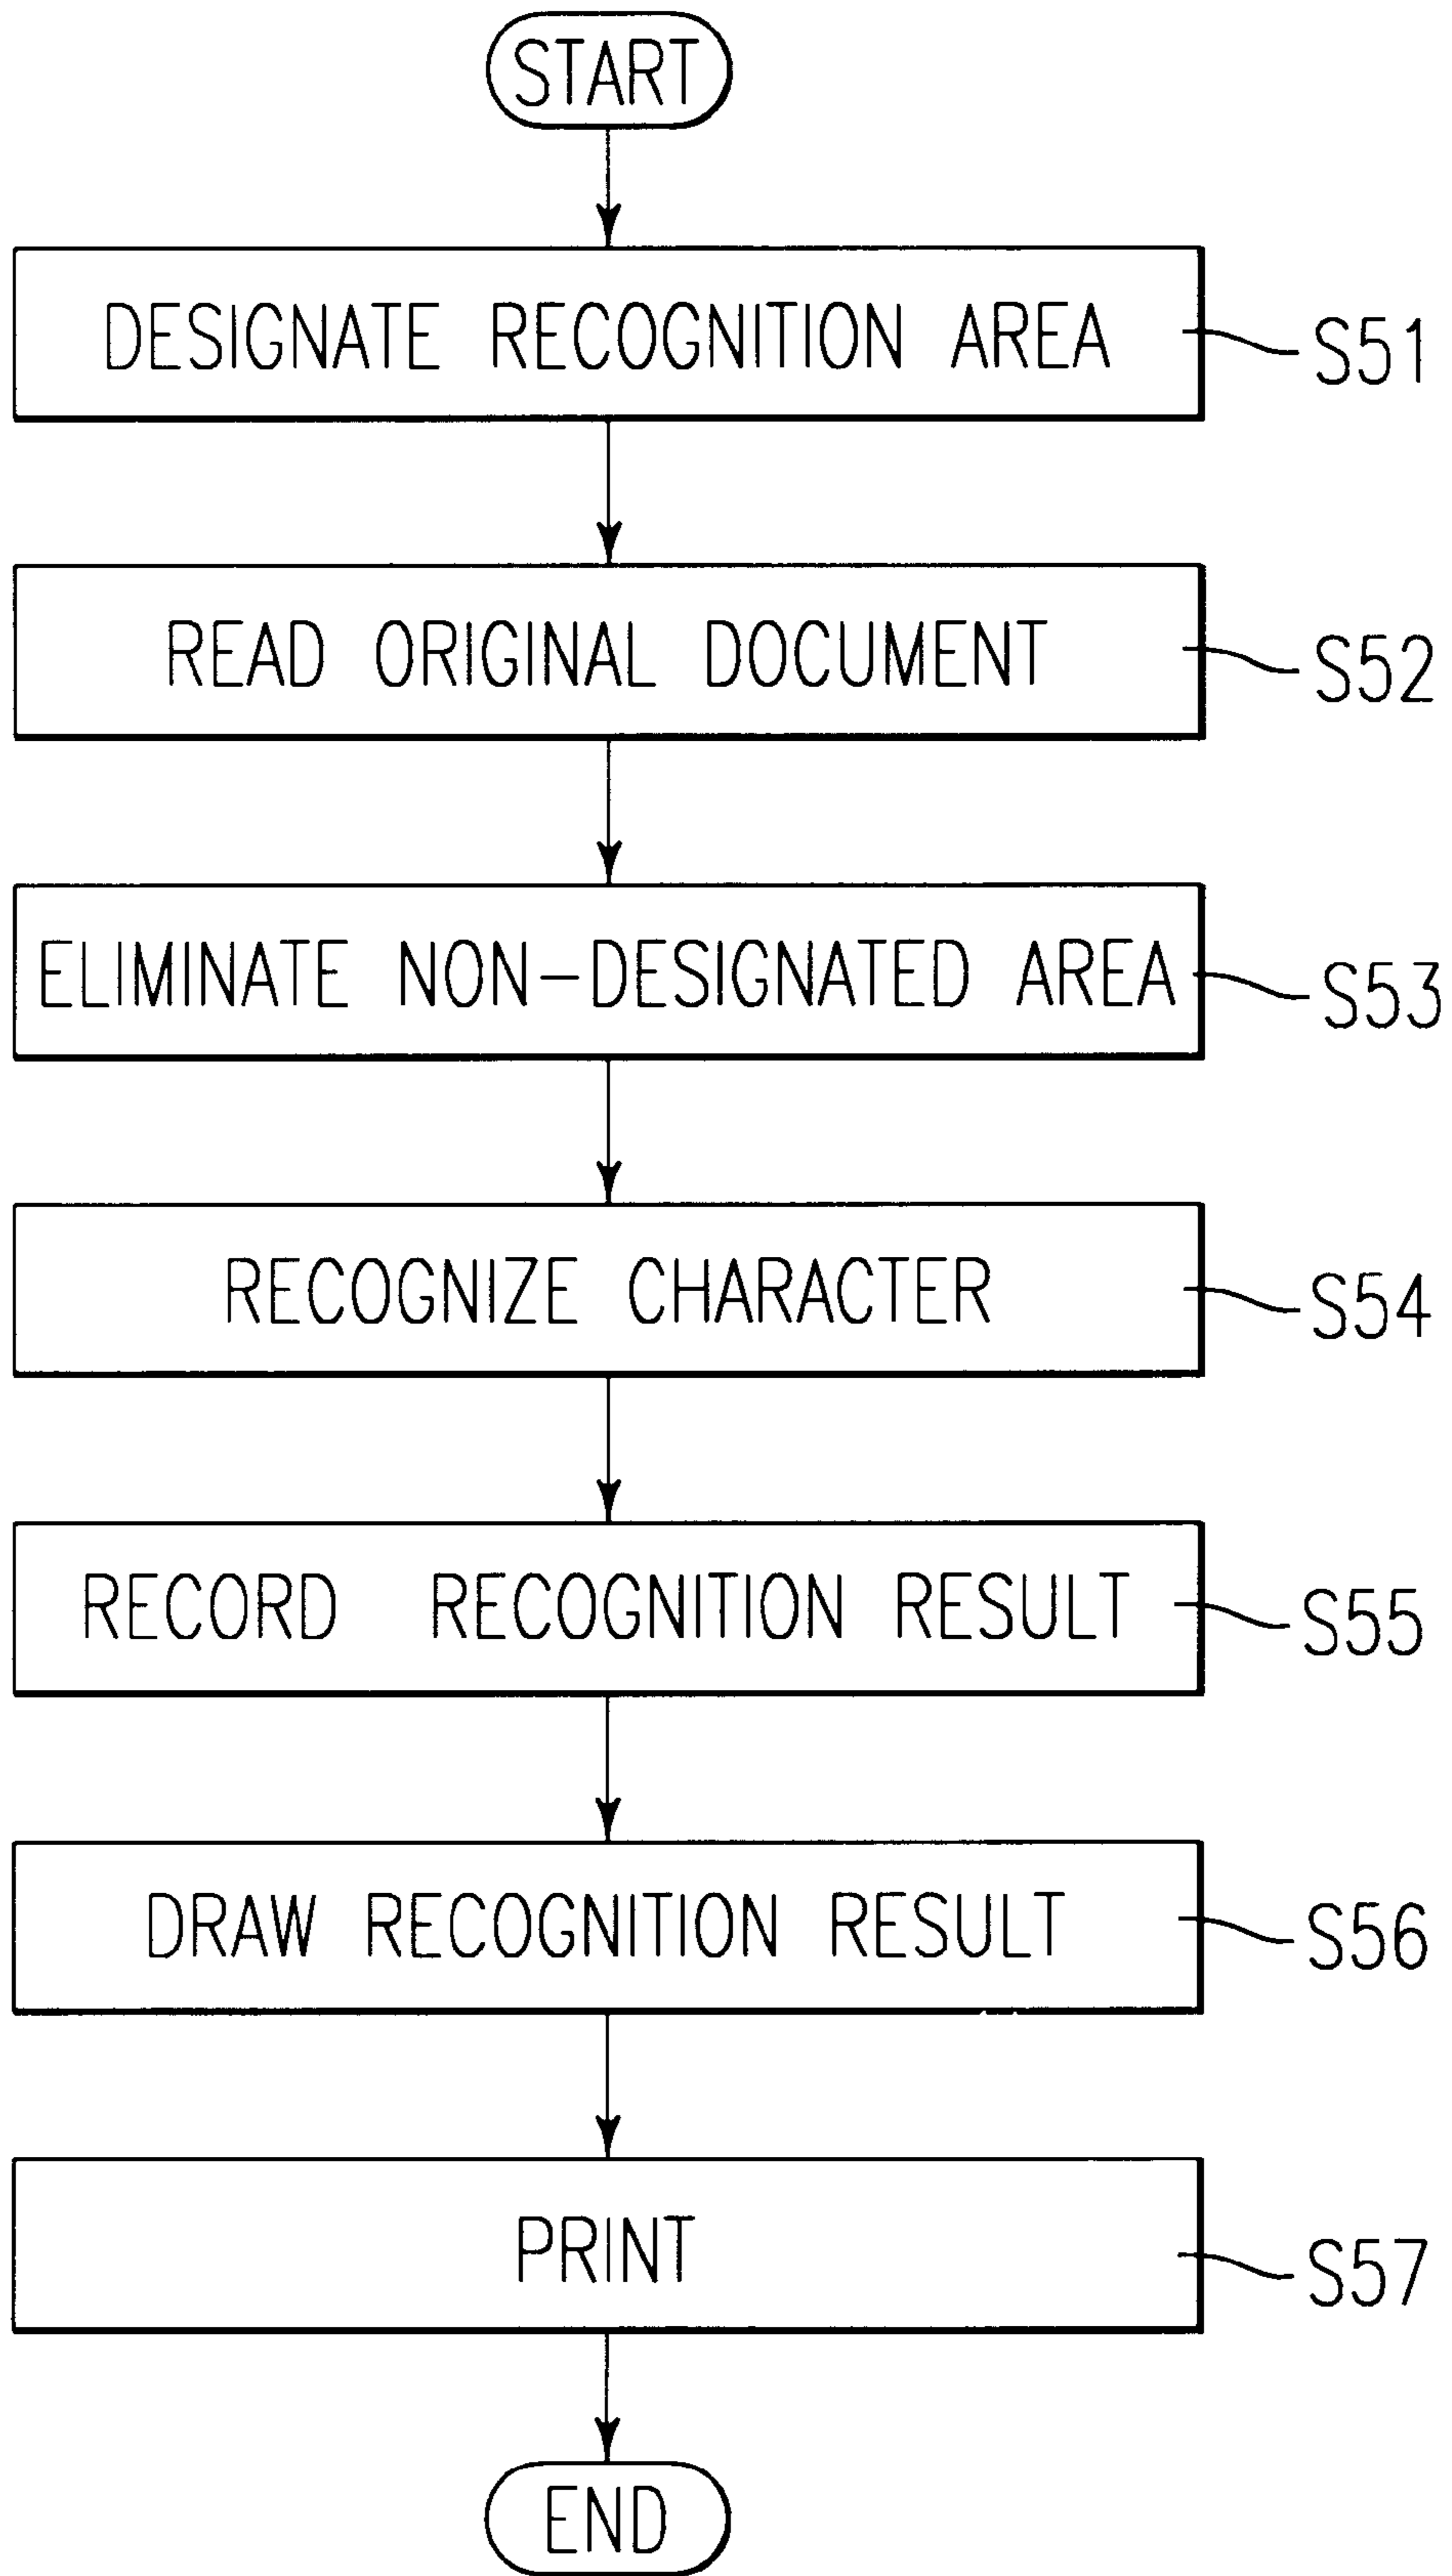 START
DESIGNATE RECOGNITION AREA
S51
READ ORIGINAL DOCUMENT
S52
ELIMINATE NON-DESIGNATED AREA
S53
RECOGNIZE CHARACTER
S54
RECORD RECOGNITION RESULT
S55
DRAW RECOGNITION RESULT
S56
PRINT
S57
END